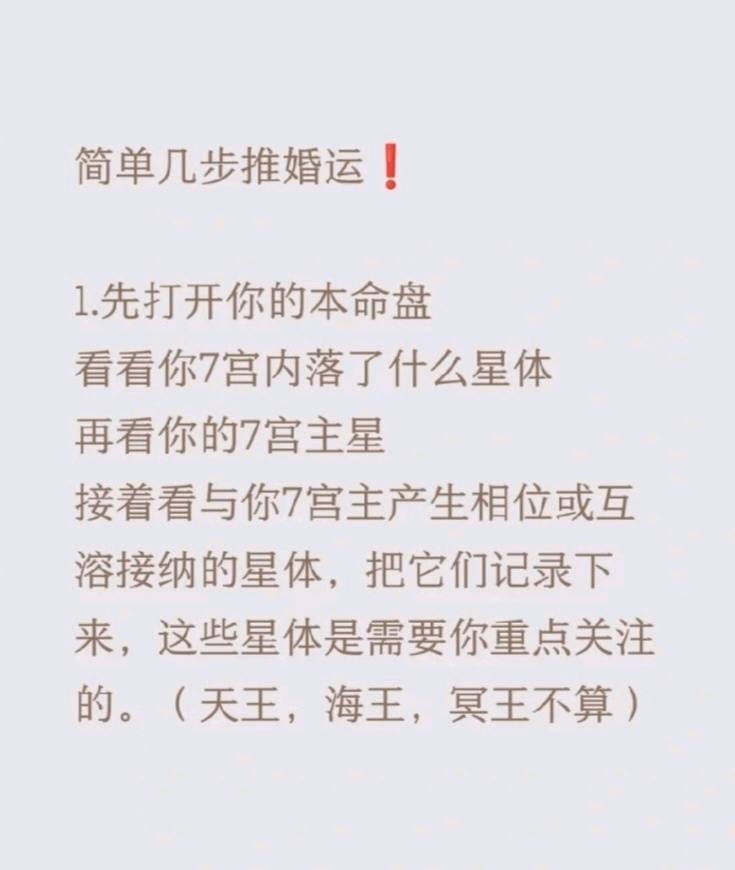 简单几步推婚运❗
1.先打开你的本命盘
看看你7宫内落了什么星体
再看你的7宫主星
接着看与你7宫主产生相位或互
溶接纳的星体，把它们记录下
来，这些星体是需要你重点关注
的。（天王，海王，冥王不算）